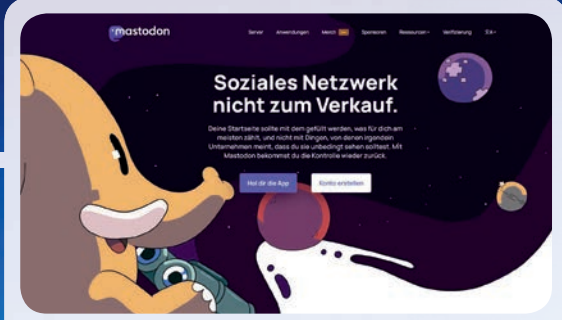 mastodon
Server Anwendungen Merch Sponsoren Ressourcen Verifizierung
Soziales Netzwerk
nicht zum Verkauf.
Deine Startseite sollte mit dem gefüllt werden, was für dich am
meisten zählt, und nicht mit Dingen, von denen irgendein
Unternehmen meint, dass du sie unbedingt sehen solltest. Mit
Mastodon bekommst du die Kontrolle wieder zurück.
Hol dir die App Konto erstellen